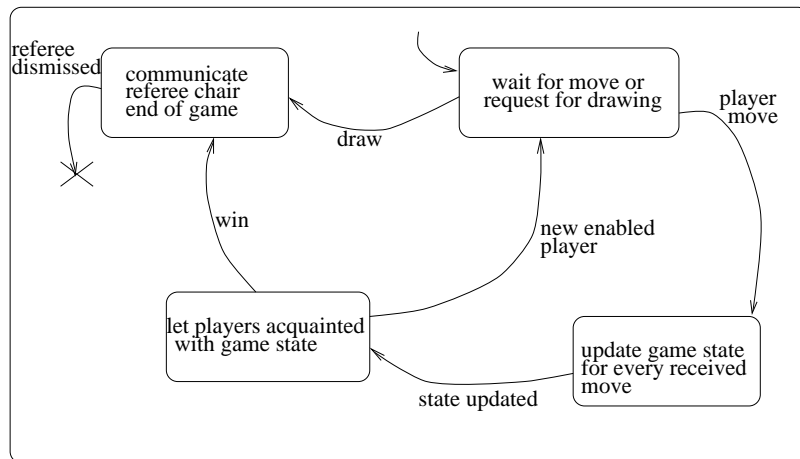 referee
dismissed
communicate
referee chair
end of game
wait for move or
request for drawing
player
move
draw
win
new enabled
player
let players acquainted
with game state
update game state
for every received
move
state updated